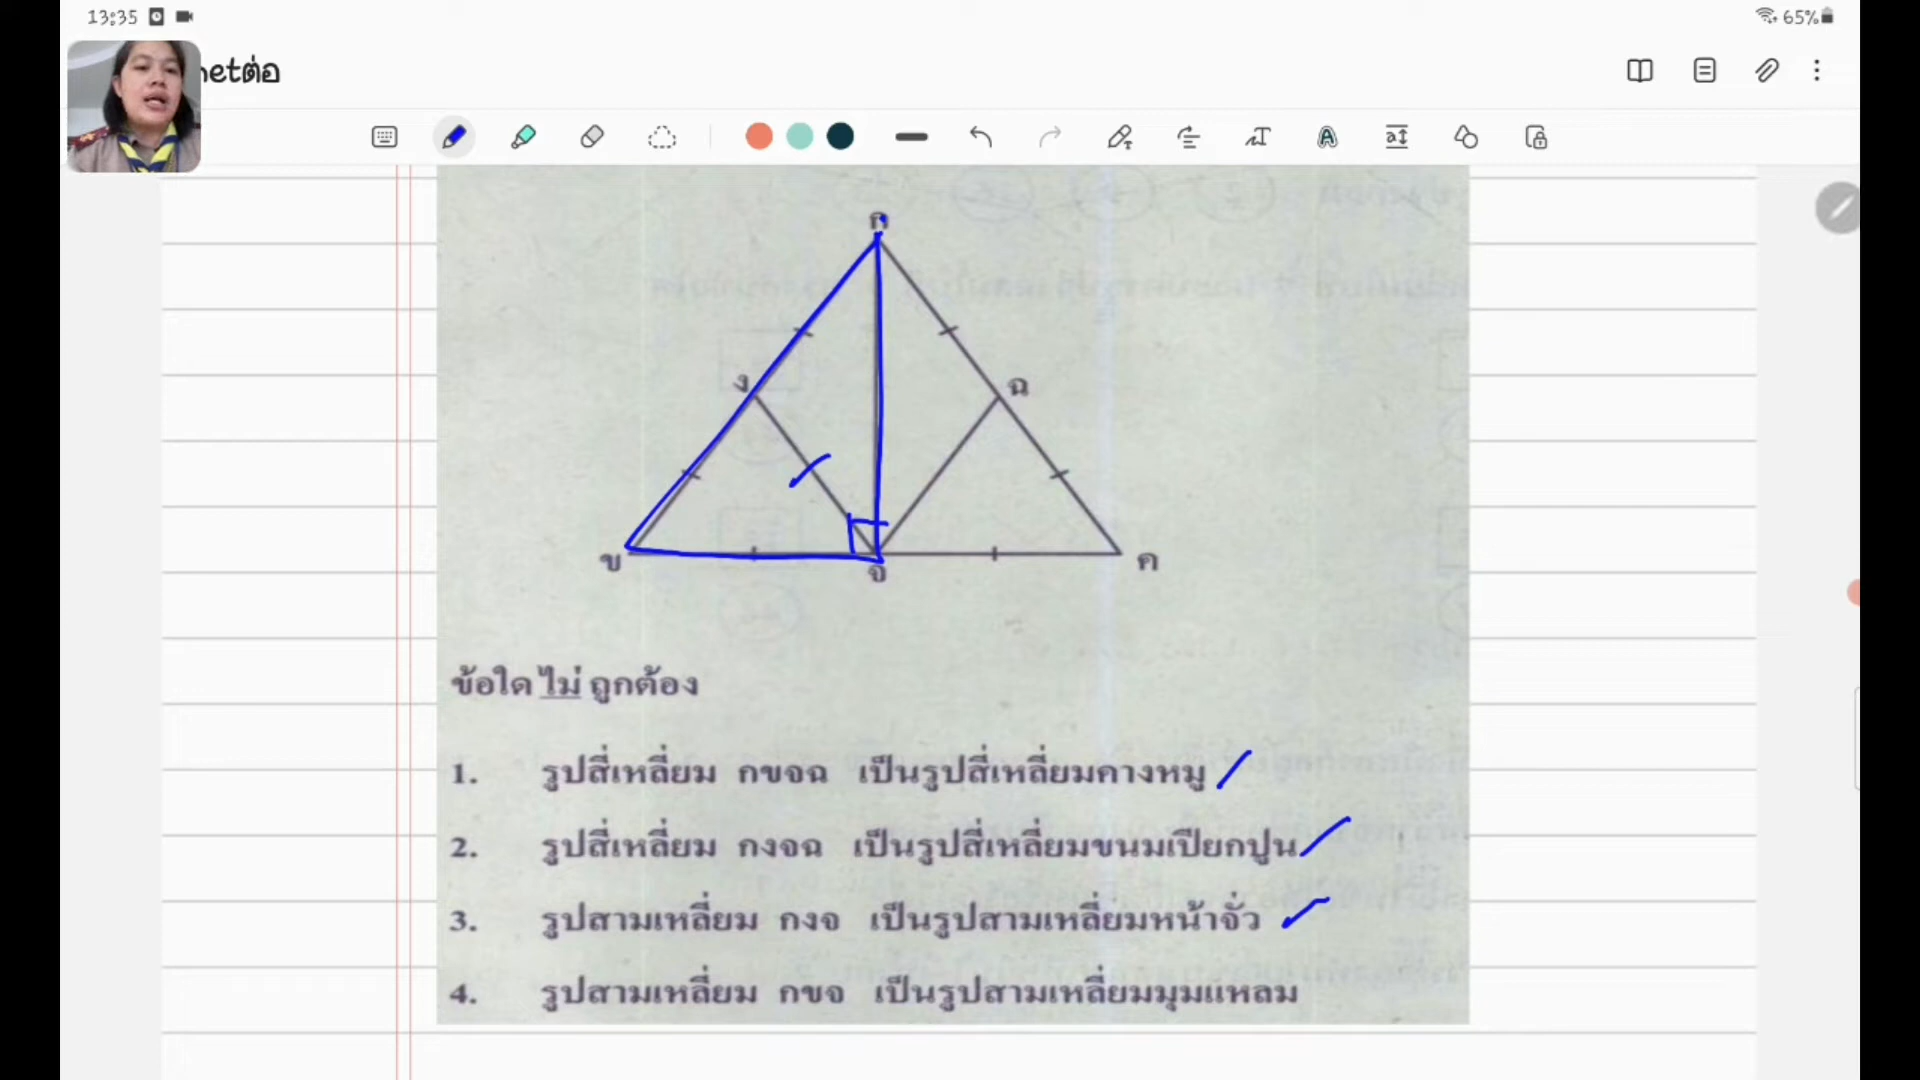 13:35
65%
netต่อ
ก
ง
ฉ
ข
จ
ค
ข้อใด ไม่ ถูกต้อง
1. รูปสี่เหลี่ยม กขจฉ เป็นรูปสี่เหลี่ยมคางหมู
2. รูปสี่เหลี่ยม กงจฉ เป็นรูปสี่เหลี่ยมขนมเปียกปูน
3. รูปสามเหลี่ยม กงจ เป็นรูปสามเหลี่ยมหน้าจั่ว
4. รูปสามเหลี่ยม กขจ เป็นรูปสามเหลี่ยมมุมแหลม